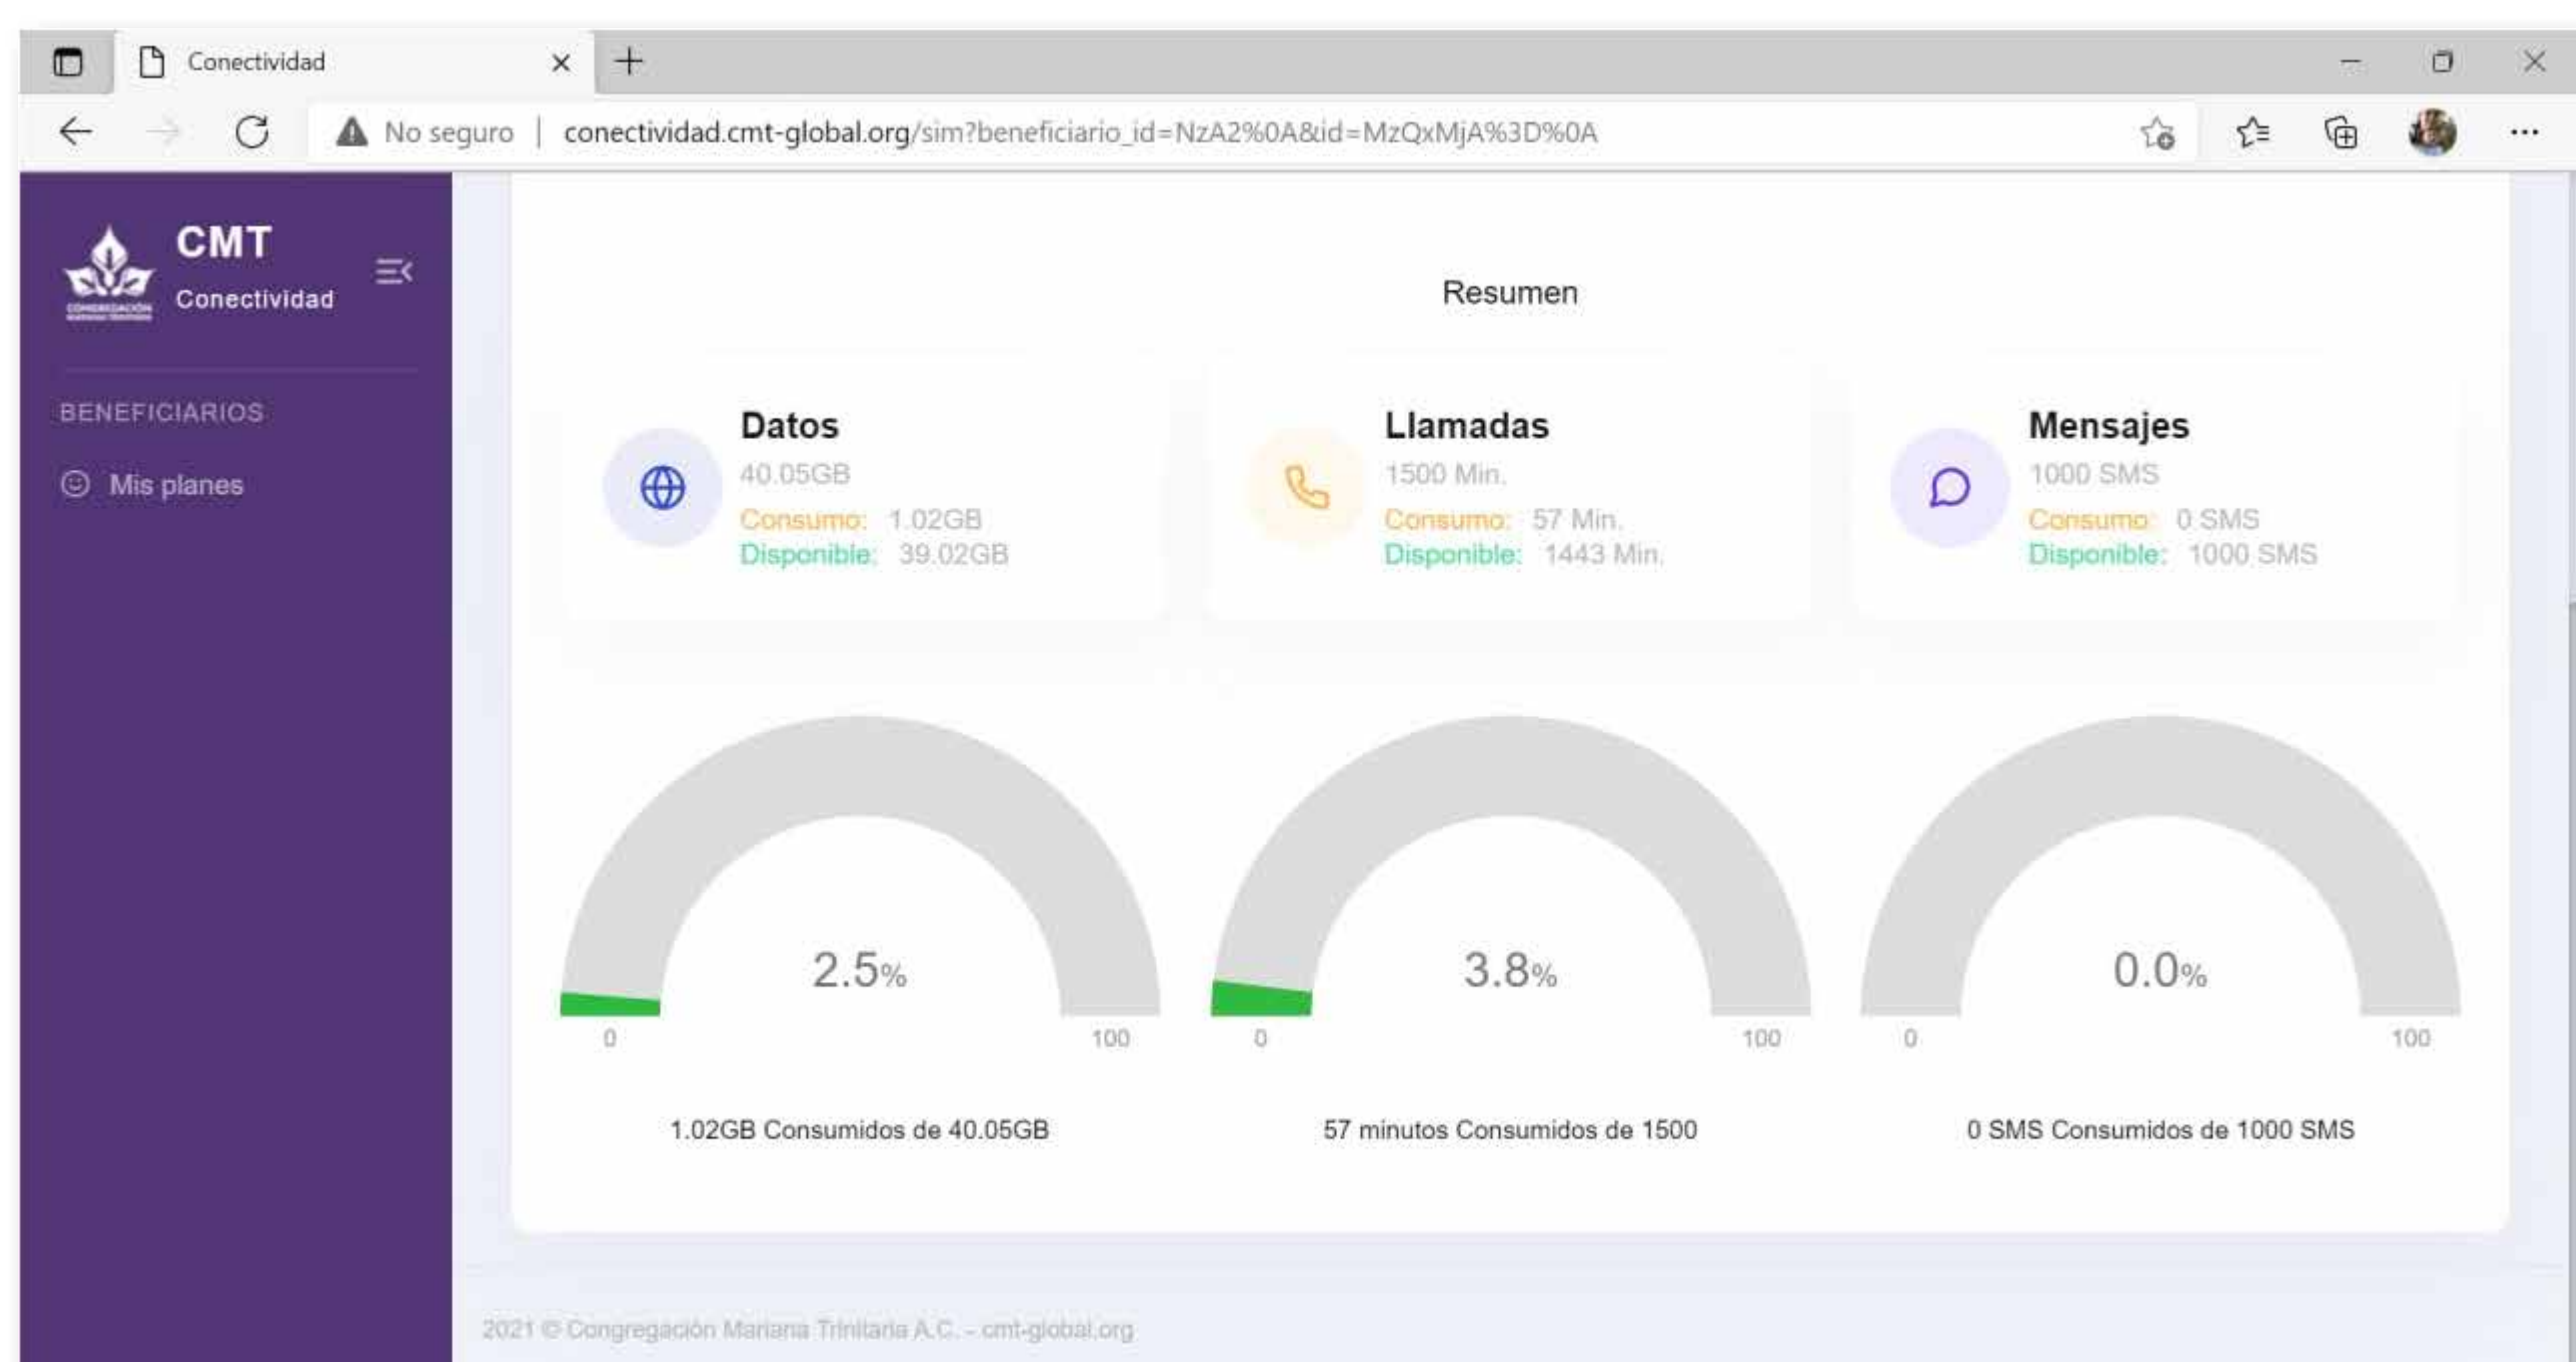 Conectividad
No seguro | conectividad.cmt-global.org/sim?beneficiario_id=NzA2%0A&id=MzQxMjA%3D%0A
CMT
Conectividad
CONGREGACIÓN
BENEFICIARIOS
Mis planes
Resumen
Datos
40.05GB
Consumo: 1.02GB
Disponible: 39.02GB
Llamadas
1500 Min.
Consumo: 57 Min.
Disponible: 1443 Min.
Mensajes
1000 SMS
Consumo: 0 SMS
Disponible: 1000 SMS
2.5%
0 100
1.02GB Consumidos de 40.05GB
3.8%
0 100
57 minutos Consumidos de 1500
0.0%
0 100
0 SMS Consumidos de 1000 SMS
2021 © Congregación Mariana Trinitaria A.C. - cmt-global.org